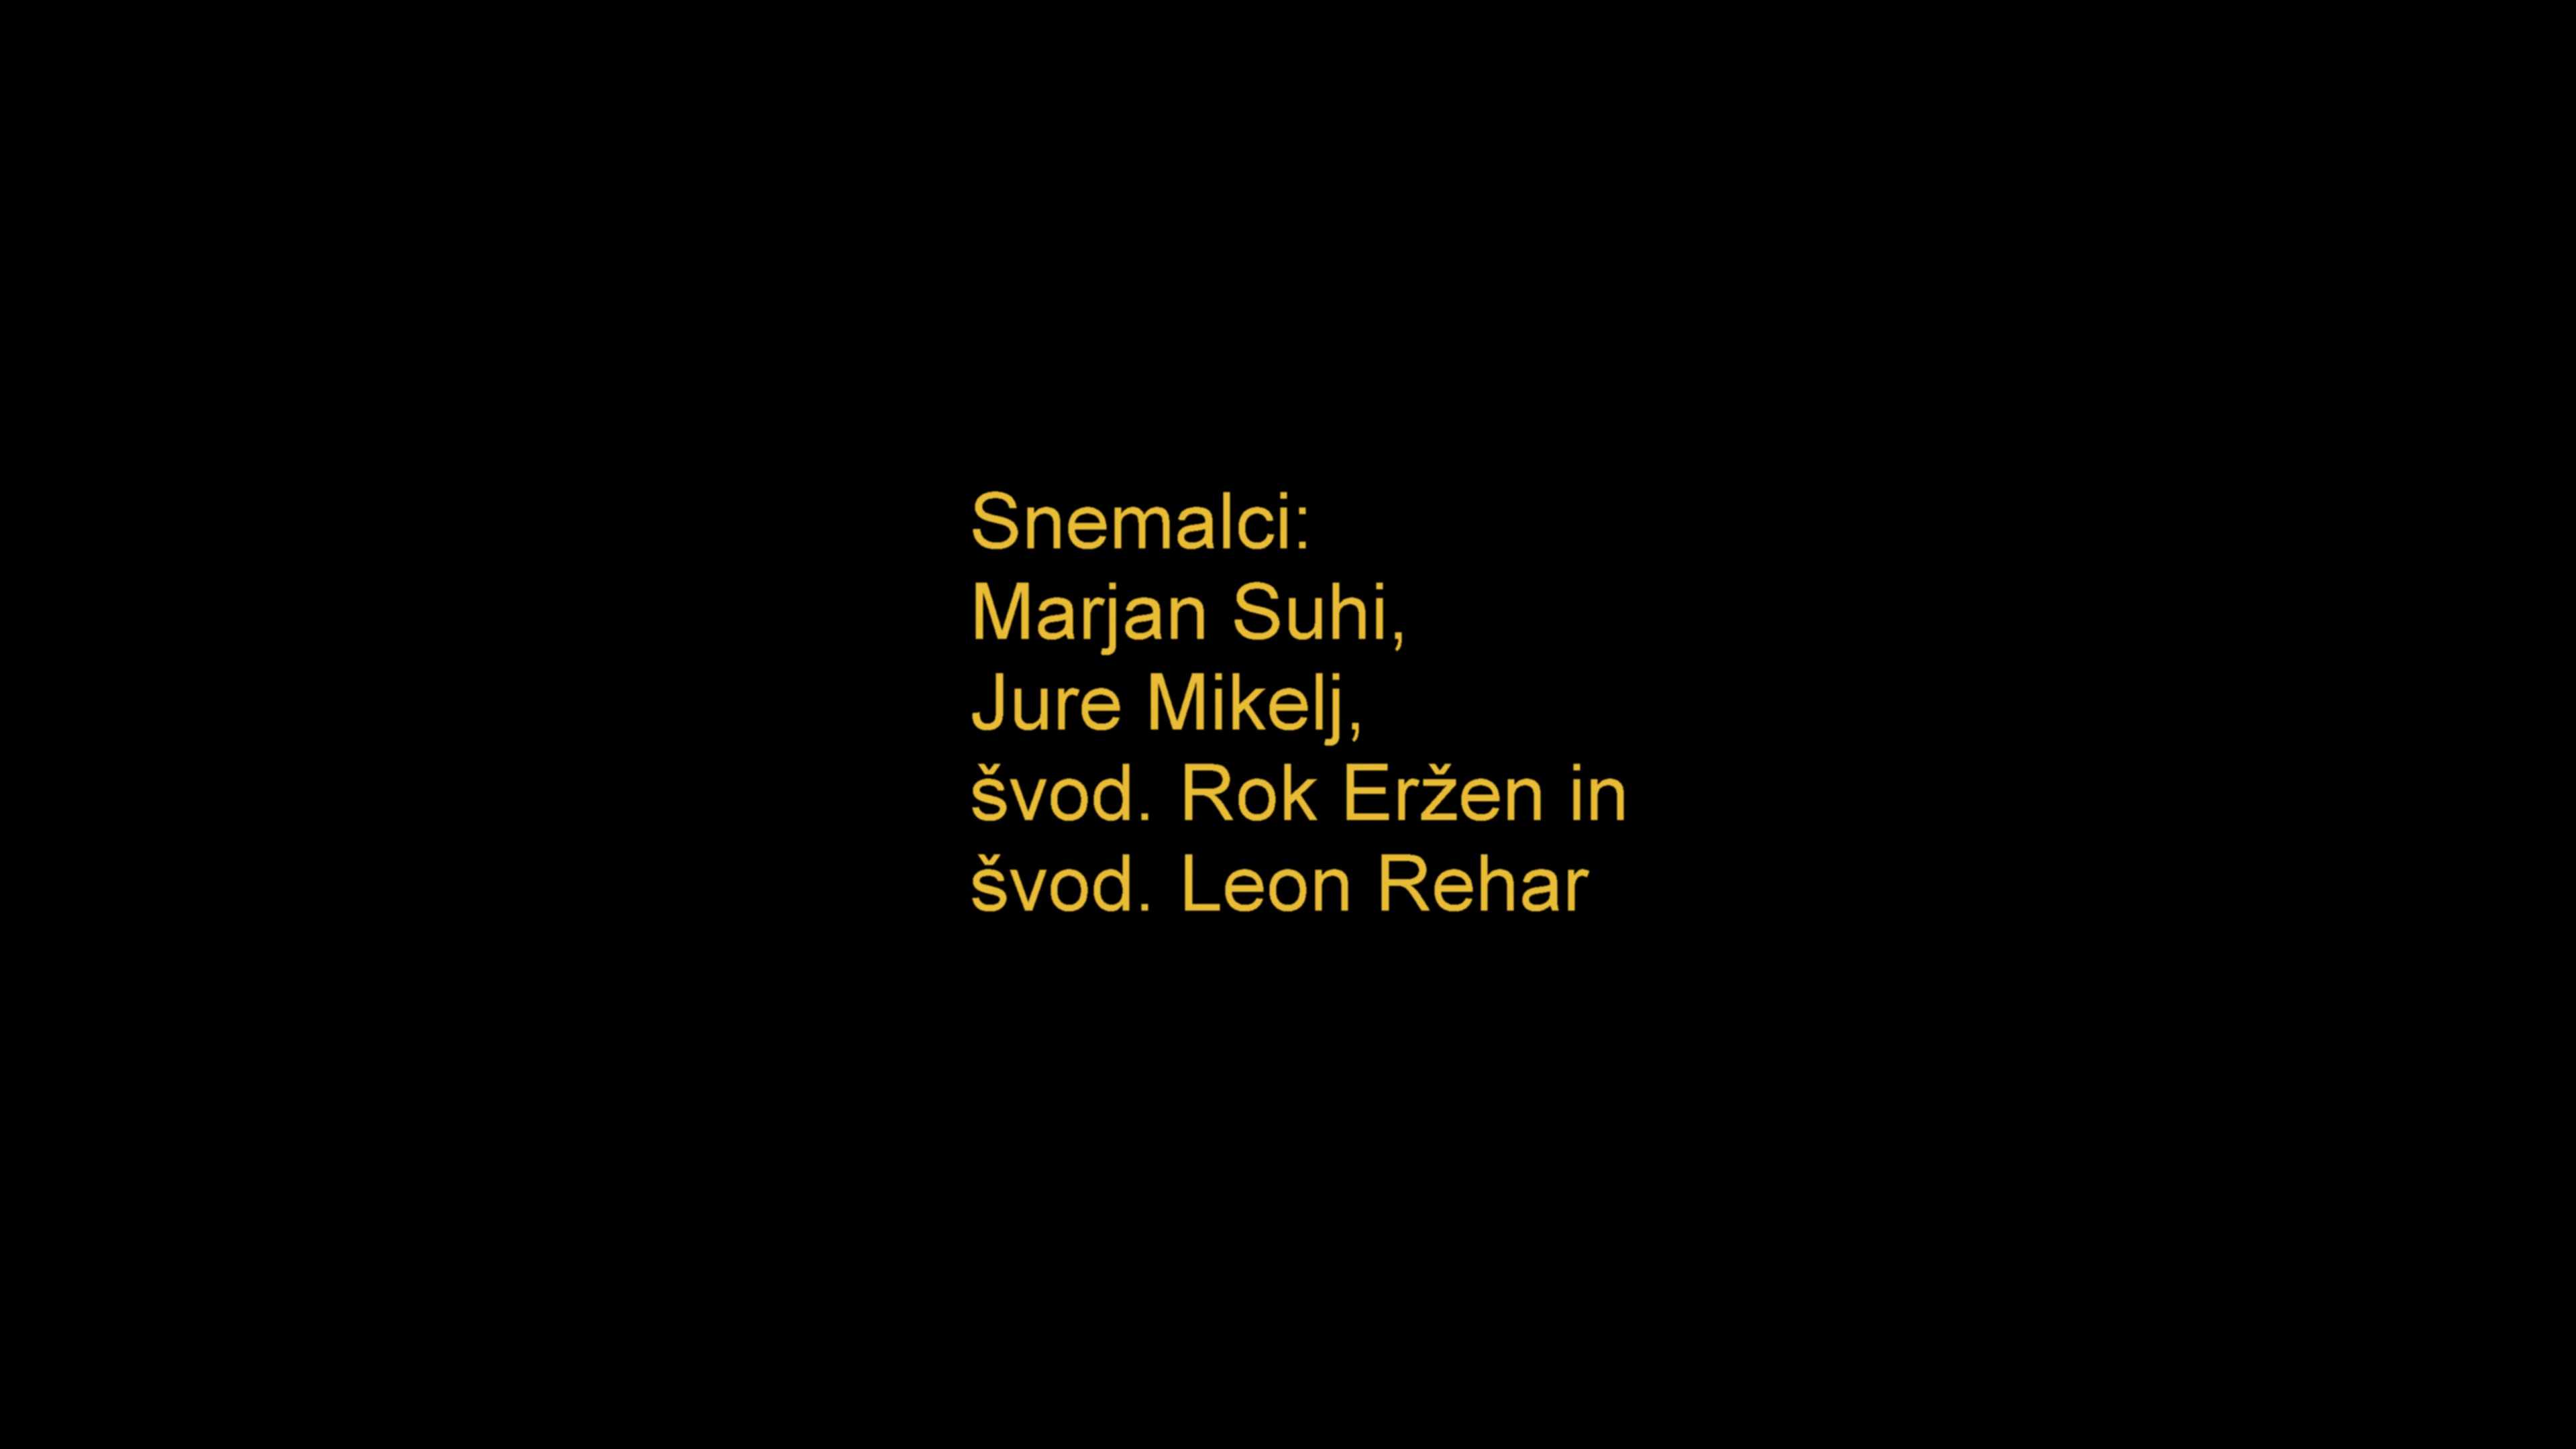 Snemalci:
Marjan Suhi,
Jure Mikelj,
švod. Rok Eržen in
švod. Leon Rehar